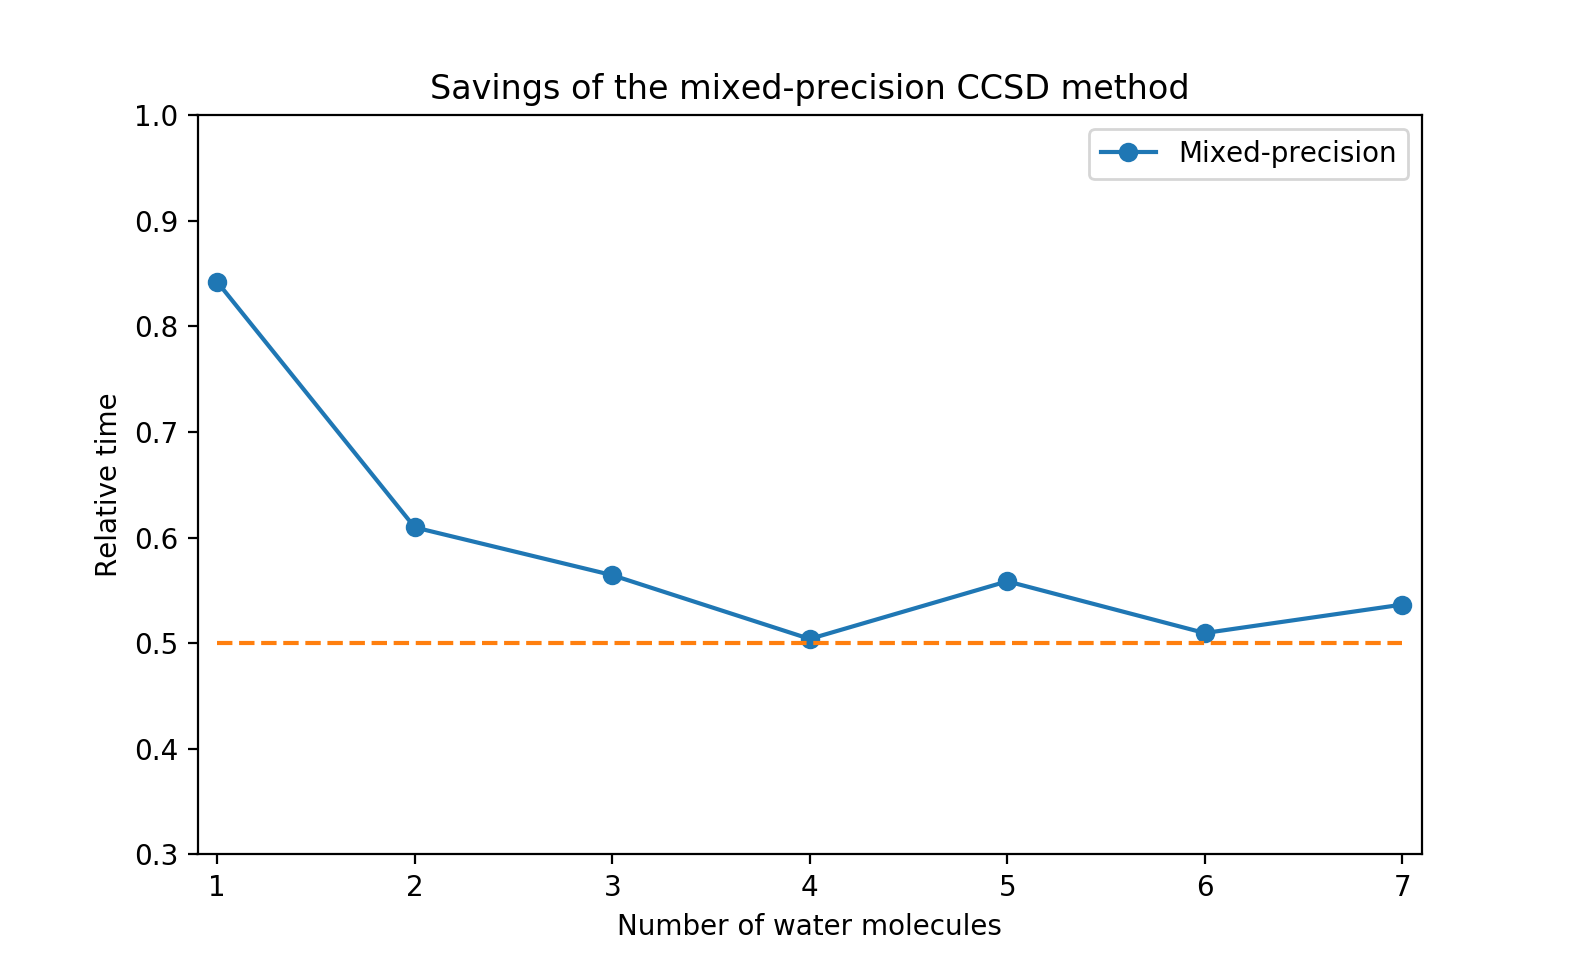 Savings of the mixed-precision CCSD method
Mixed-precision
1.0
0.9
0.8
0.7
0.6
0.5
0.4
0.3
Relative time
1 2 3 4 5 6 7
Number of water molecules